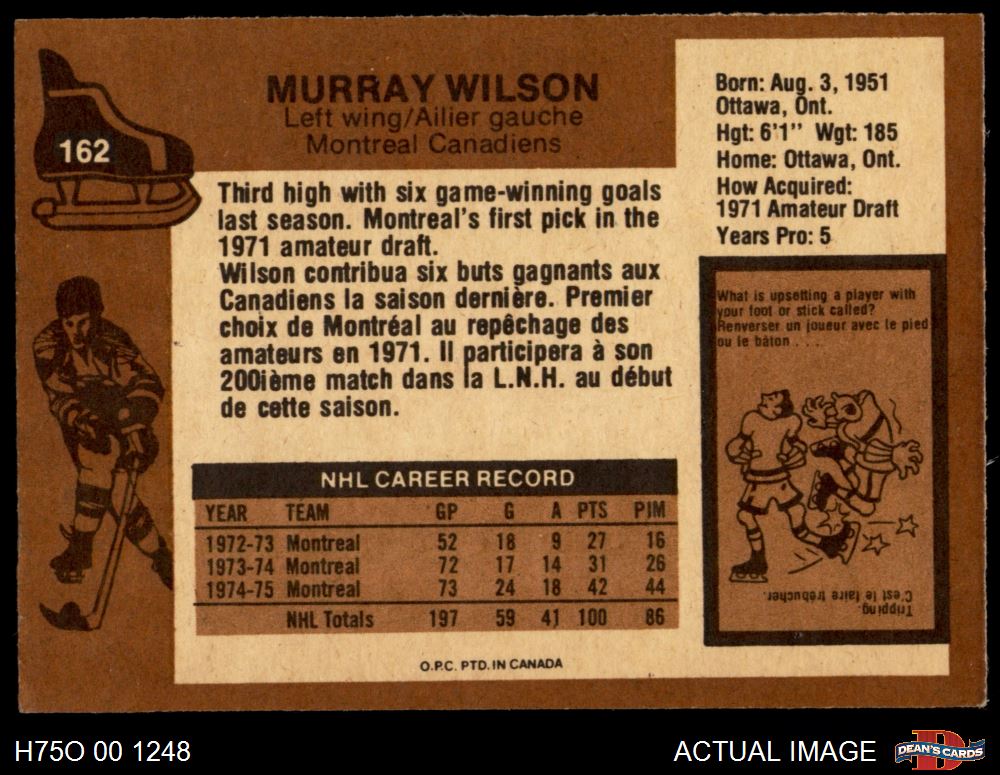 162
MURRAY WILSON
Left wing/Ailier gauche
Montreal Canadiens
Third high with six game-winning goals
last season. Montreal's first pick in the
1971 amateur draft.
Wilson contribua six buts gagnants aux
Canadiens la saison dernière. Premier
choix de Montréal au repêchage des
amateurs en 1971. Il participera à son
200ième match dans la L.N.H. au début
de cette saison.
Born: Aug. 3, 1951
Ottawa, Ont.
Hgt: 6'1" Wgt: 185
Home: Ottawa, Ont.
How Acquired:
1971 Amateur Draft
Years Pro: 5
What is upsetting a player with
your foot or stick called?
Renverser un joueur avec le pied
ou le bâton . . .
Tripping.
C'est le faire trébucher.
NHL CAREER RECORD
YEAR TEAM GP G A PTS PIM
1972-73 Montreal 52 18 9 27 16
1973-74 Montreal 72 17 14 31 26
1974-75 Montreal 73 24 18 42 44
NHL Totals 197 59 41 100 86
O.P.C. PTD. IN CANADA
H75O 00 1248
ACTUAL IMAGE
DEAN'S CARDS